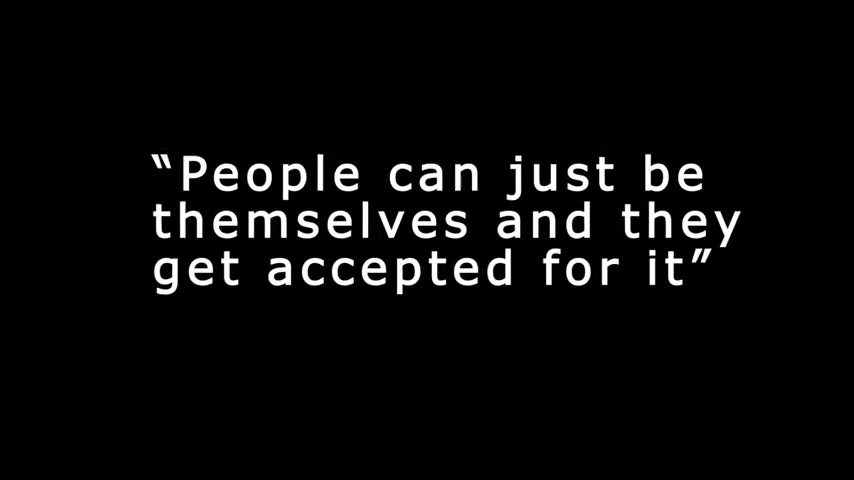 “People can just be
themselves and they
get accepted for it”